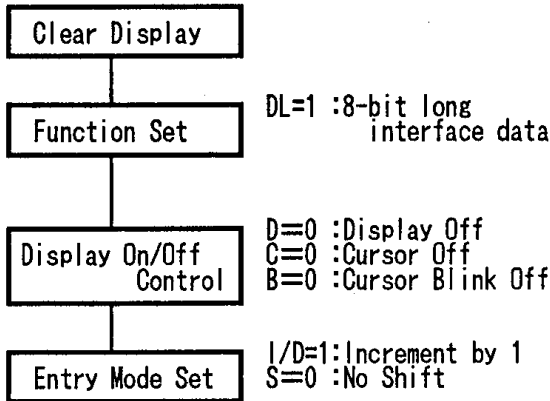 Clear Display
Function Set
DL=1 :8-bit long
interface data
Display On/Off
Control
D=0 :Display Off
C=0 :Cursor Off
B=0 :Cursor Blink Off
Entry Mode Set
I/D=1:Increment by 1
S=0 :No Shift